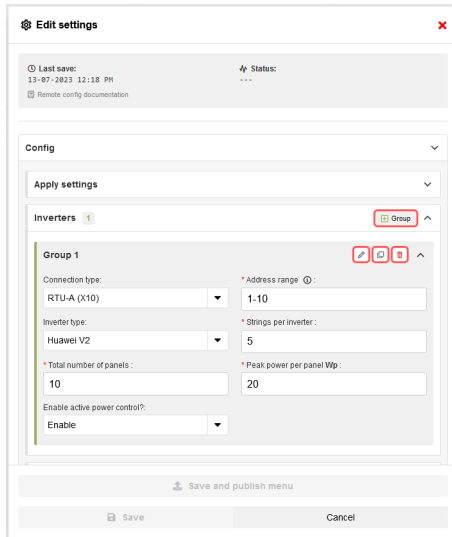 Edit settings
Last save:
Status:
13-07-2023 12:18 PM
---
Remote config documentation
Config
Apply settings
Inverters 1
Group
Group 1
Connection type:
* Address range :
RTU-A (X10)
1-10
Inverter type:
* Strings per inverter :
Huawei V2
5
* Total number of panels :
* Peak power per panel Wp :
10
20
Enable active power control?:
Enable
Save and publish menu
Save
Cancel